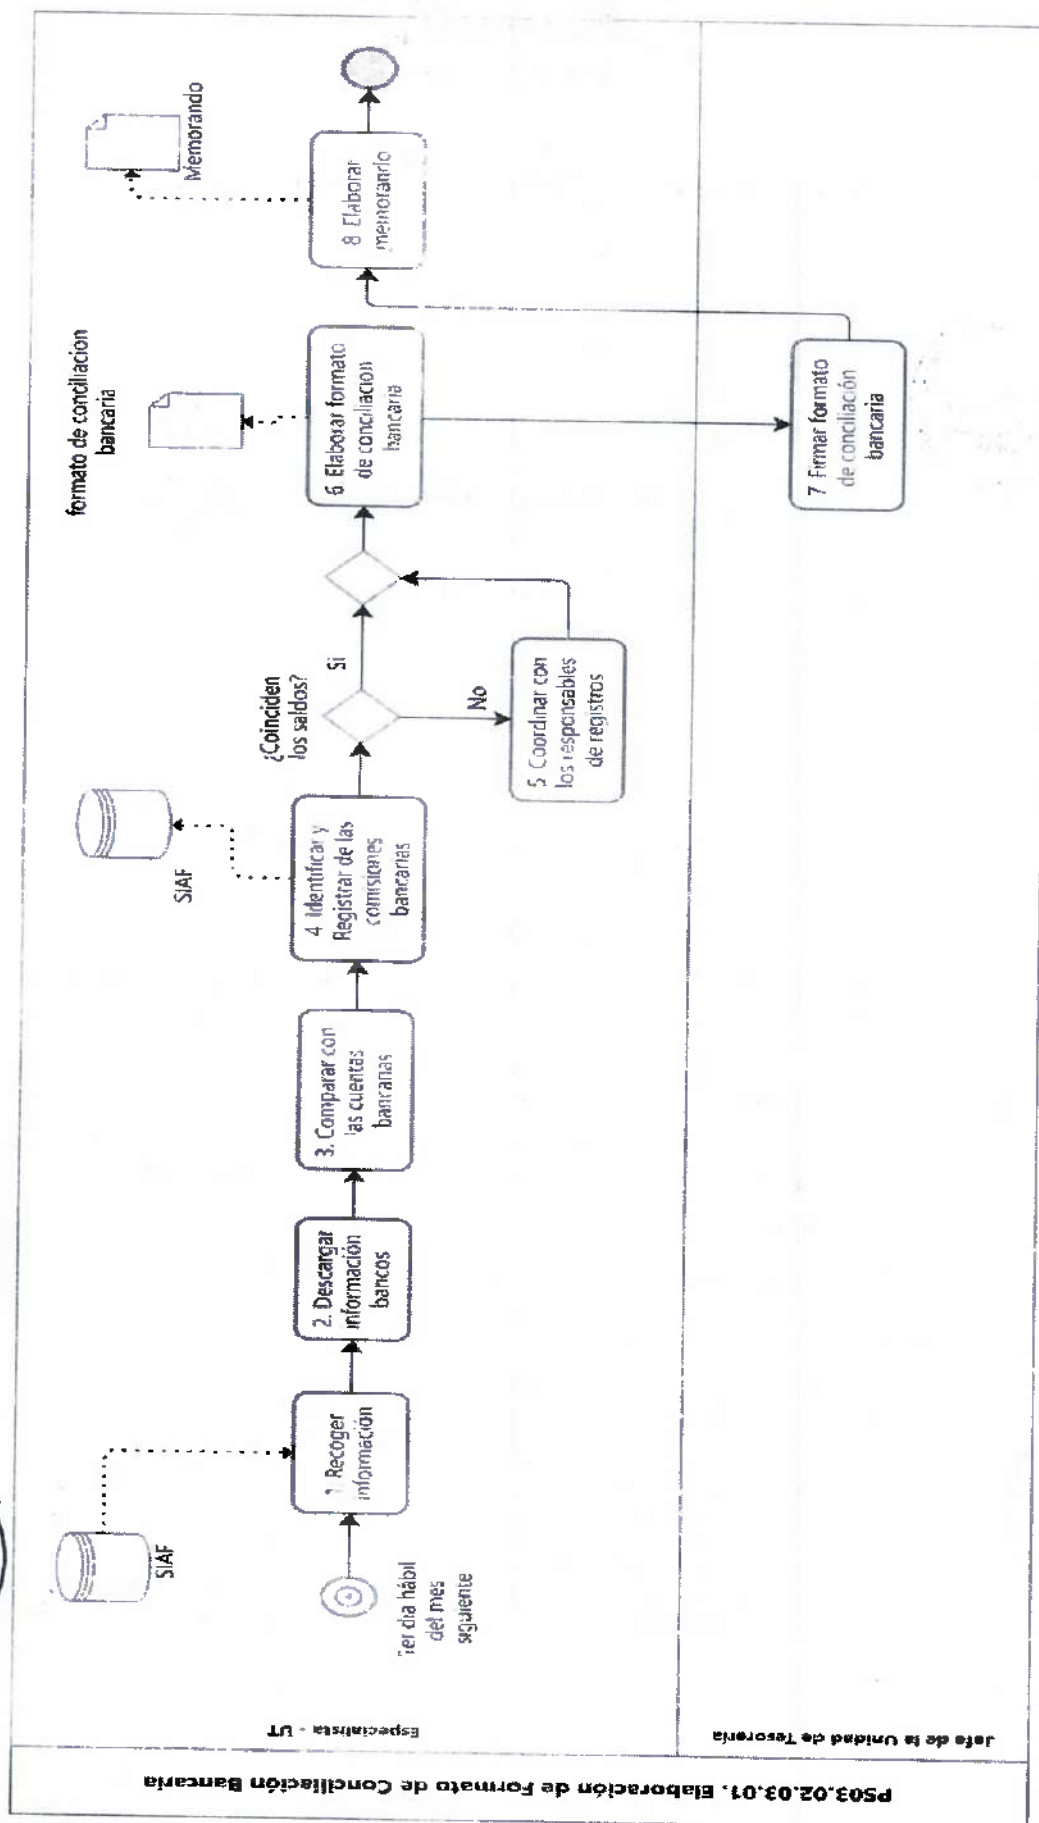 PS03.02.03.01. Elaboración de Formato de Conciliación Bancaria
Especialista - UT
Jefe de la Unidad de Tesorería
SIAF
1er dia hábil
del mes
siguiente
1. Recoger
información
2. Descargar
información
bancos
3. Comparar con
las cuentas
bancarias
SIAF
4 Identificar y
Registrar de las
comisiones
bancarias
¿Coinciden
los saldos?
Si
No
5 Coordinar con
los responsables
de registros
formato de conciliacion
bancaria
6. Elaborar formato
de conciliacion
bancaria
7 Firmar formato
de conciliación
bancaria
8 Elaborar
memorando
Memorando